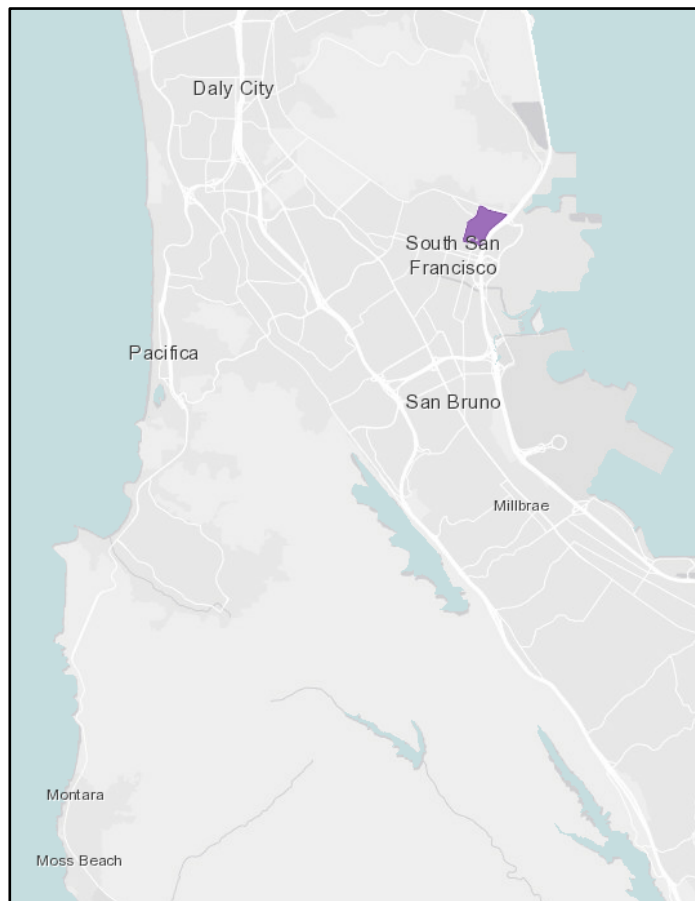 Daly City
South San
Francisco
Pacifica
San Bruno
Millbrae
Montara
Moss Beach